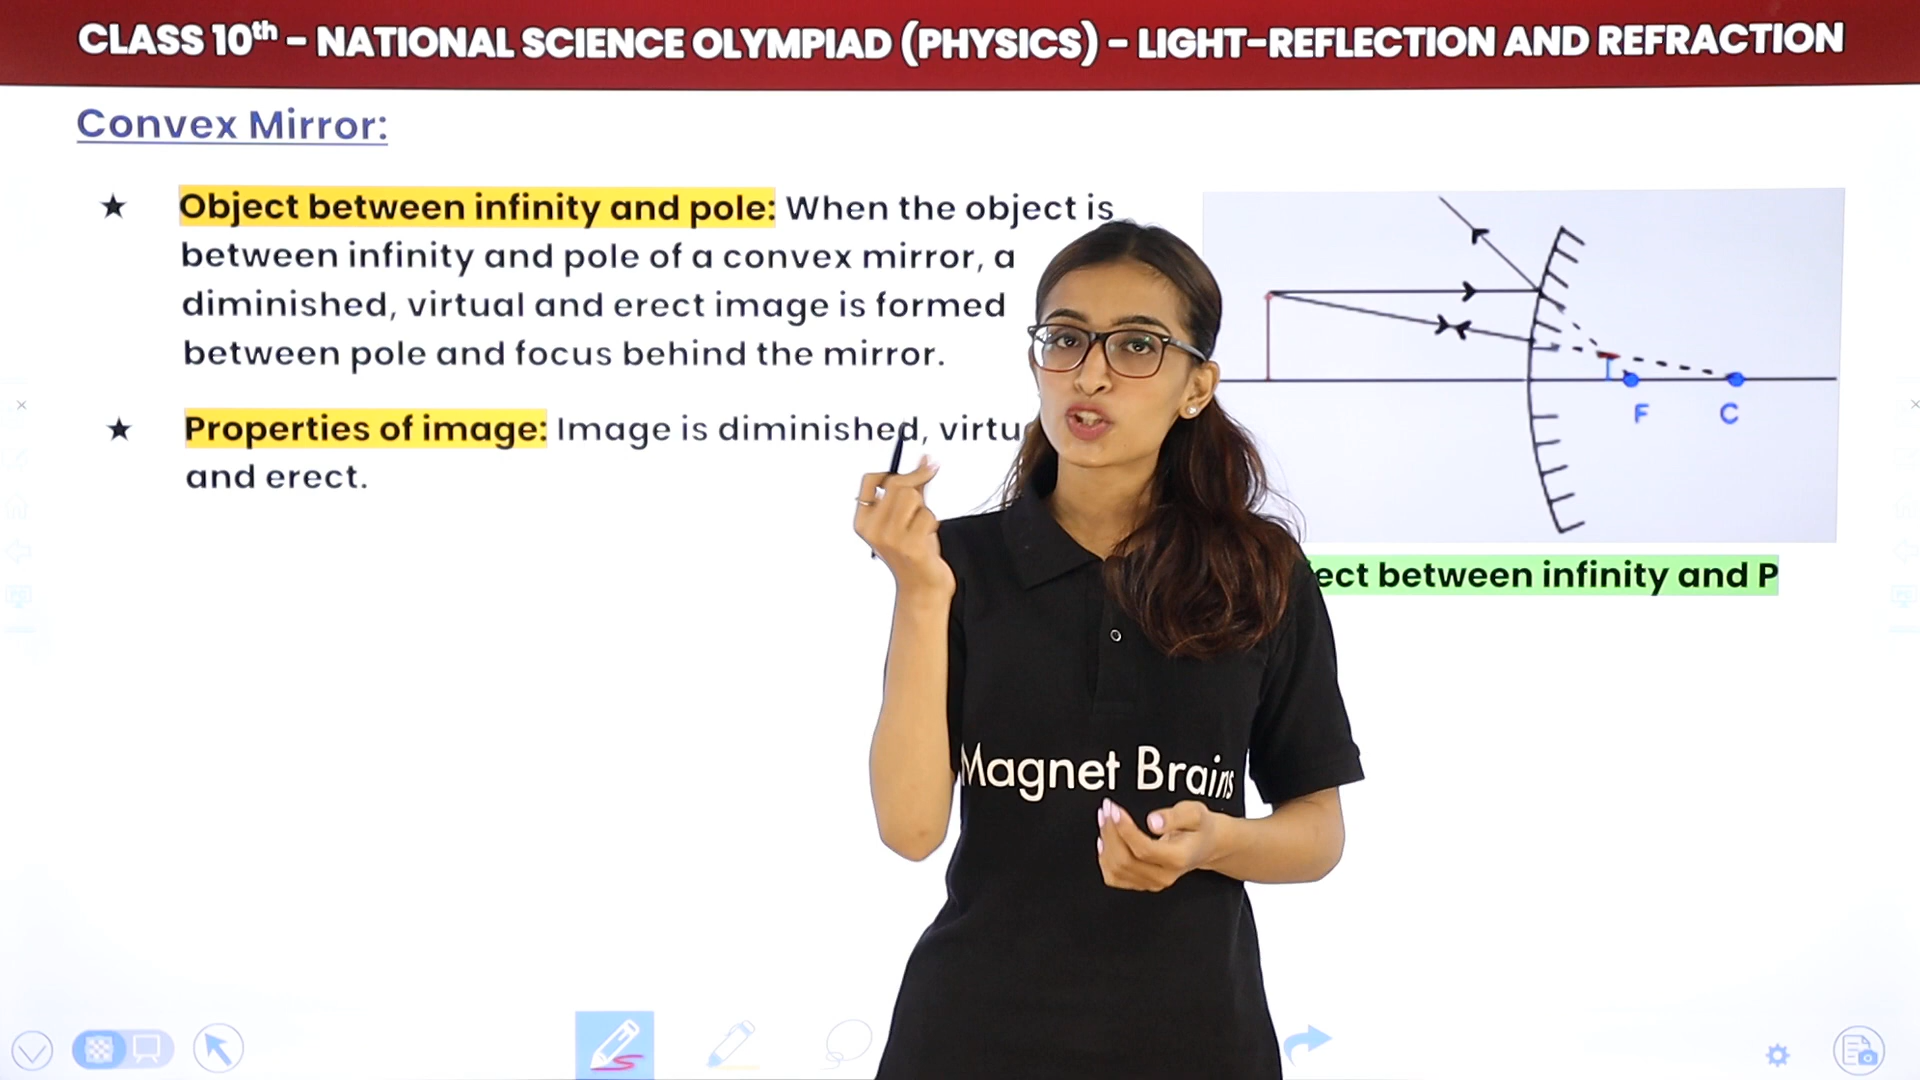 CLASS 10th - NATIONAL SCIENCE OLYMPIAD (PHYSICS) - LIGHT-REFLECTION AND REFRACTION
Convex Mirror:
★ Object between infinity and pole: When the object is
between infinity and pole of a convex mirror, a
diminished, virtual and erect image is formed
between pole and focus behind the mirror.
★ Properties of image: Image is diminished, virtu
and erect.
F C
ect between infinity and P
Magnet Brains